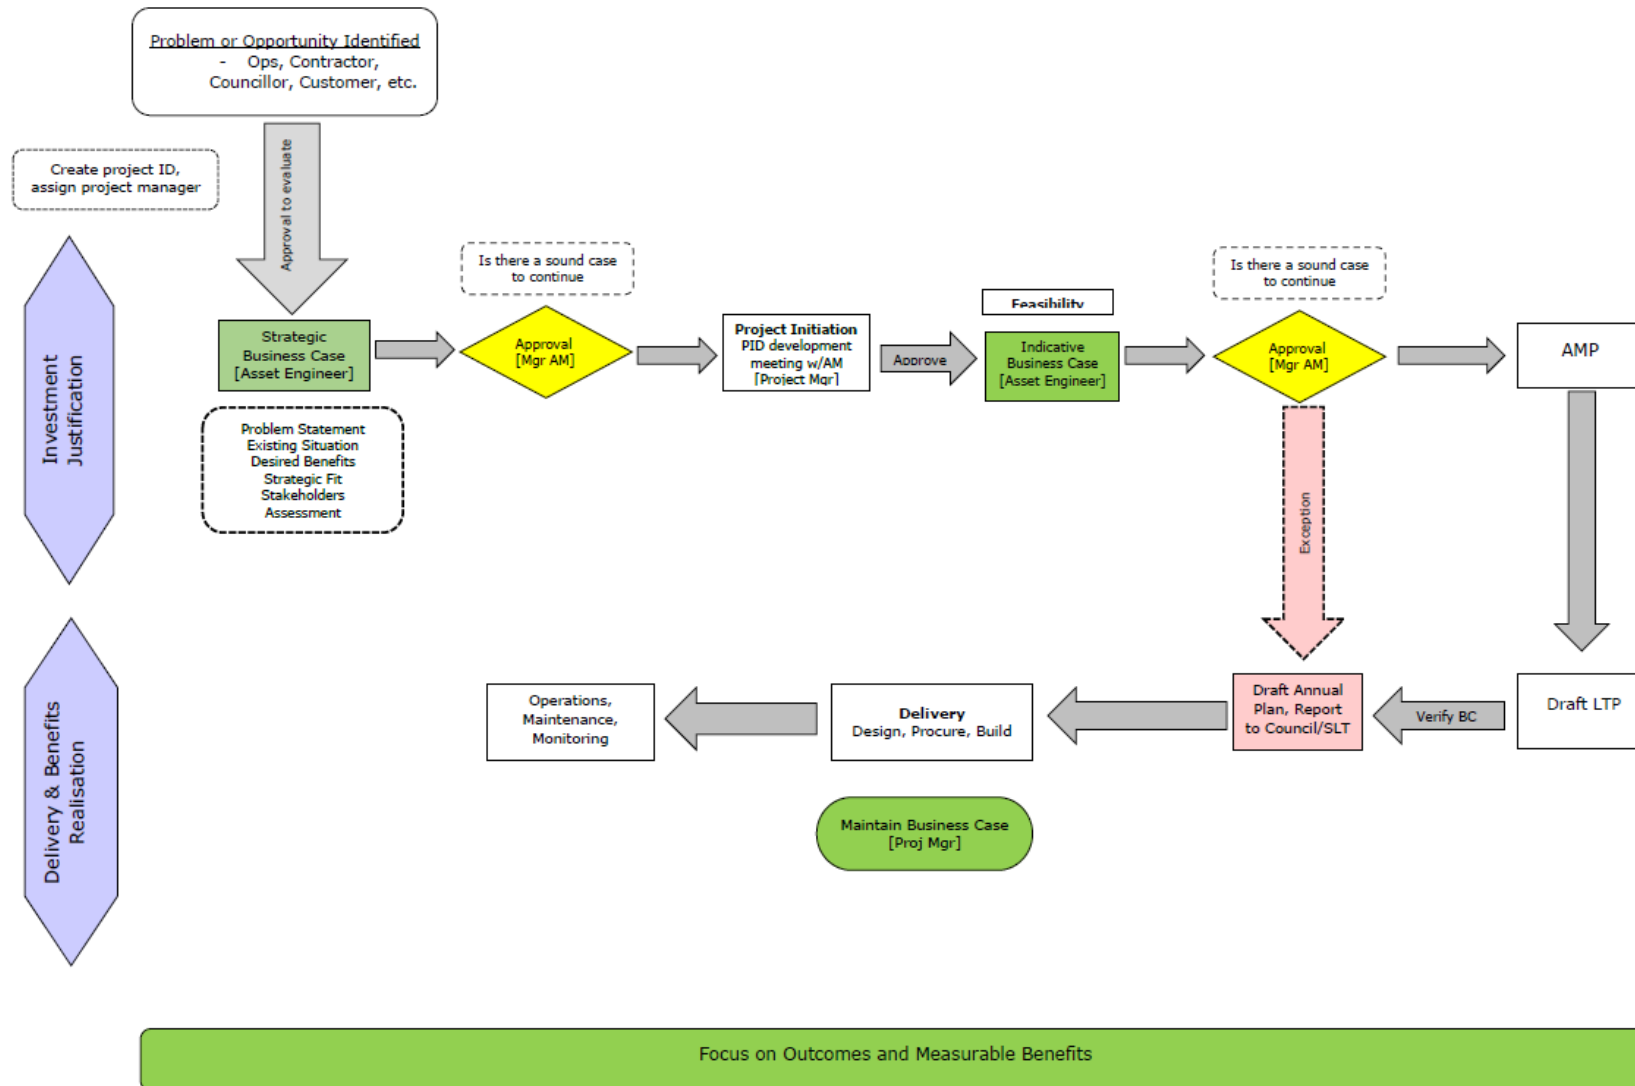 Problem or Opportunity Identified
- Ops, Contractor,
Councillor, Customer, etc.
Create project ID,
assign project manager
Approval to evaluate
Is there a sound case
to continue
Is there a sound case
to continue
Investment
Justification
Strategic
Business Case
[Asset Engineer]
Approval
[Mgr AM]
Project Initiation
PID development
meeting w/AM
[Project Mgr]
Approve
Feasibility
Indicative
Business Case
[Asset Engineer]
Approval
[Mgr AM]
AMP
Problem Statement
Existing Situation
Desired Benefits
Strategic Fit
Stakeholders
Assessment
Exception
Delivery & Benefits
Realisation
Operations,
Maintenance,
Monitoring
Delivery
Design, Procure, Build
Draft Annual
Plan, Report
to Council/SLT
Verify BC
Draft LTP
Maintain Business Case
[Proj Mgr]
Focus on Outcomes and Measurable Benefits